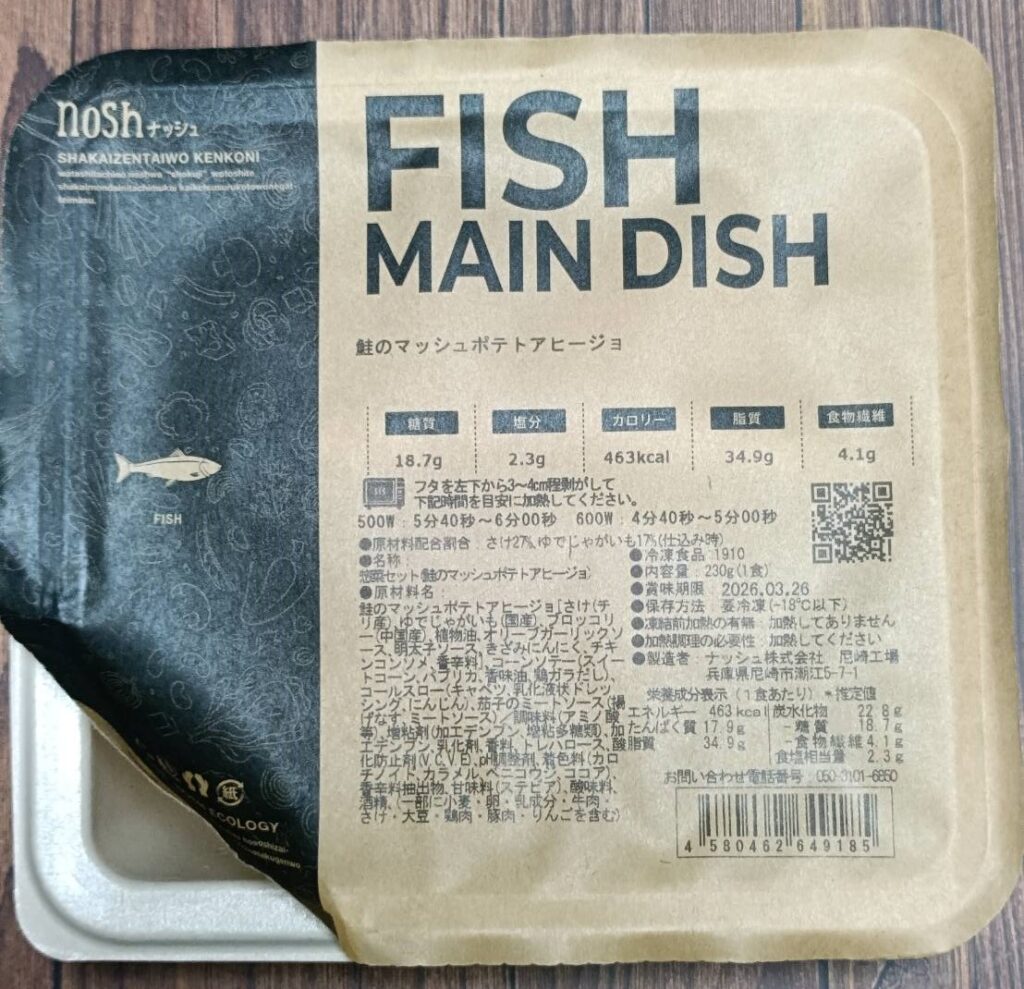 nosh ナッシュ
SHAKAIZENTAIWO KENKONI
watashitachino neshwo "shokuji" wotoshite
shakaimondainitachimukai kaiketsusurukotowonegat
teimasu.
FISH
FISH
MAIN DISH
鮭のマッシュポテトアヒージョ
糖質 塩分 カロリー 脂質 食物繊維
18.7g 2.3g 463kcal 34.9g 4.1g
フタを左下から3～4cm程剥がして
下記時間を目安に加熱してください。
500W：5分40秒～6分00秒 600W：4分40秒～5分00秒
●原材料配合割合：さけ27%、ゆでじゃがいも17%(仕込み時)
●名称：
惣菜セット(鮭のマッシュポテトアヒージョ)
●原材料名：
鮭のマッシュポテトアヒージョ[さけ(チ
リ産)、ゆでじゃがいも(国産)、ブロッコリ
ー(中国産)、植物油、オリーブガーリックソ
ース、明太子ソース、きざみにんにく、チキ
ンコンソメ、香辛料]、コーンソテー(スイー
トコーン、パプリカ、香味油、鶏ガラだし)、
コールスロー(キャベツ、乳化液状ドレッ
シング、にんじん)、茄子のミートソース(揚
げなす、ミートソース)／調味料(アミノ酸
等)、増粘剤(加工デンプン、増粘多糖類)、加
工デンプン、乳化剤、香料、トレハロース、酸
化防止剤(V.C,V.E)、pH調整剤、着色料(カロ
チノイド、カラメル、ベニコウジ、ココア)、
香辛料抽出物、甘味料(ステビア)、酸味料、
酒精、(一部に小麦・卵・乳成分・牛肉・
さけ・大豆・鶏肉・豚肉・りんごを含む)
●冷凍食品 1910
●内容量：230g(1食)
●賞味期限：2026.03.26
●保存方法：要冷凍(-18℃以下)
●凍結前加熱の有無：加熱してありません
●加熱調理の必要性：加熱してください
●製造者：ナッシュ株式会社 尼崎工場
兵庫県尼崎市潮江5-7-1
栄養成分表示(1食あたり)＊推定値
エネルギー 463 kcal 炭水化物 22.8g
たんぱく質 17.9g -糖質 18.7g
脂質 34.9g -食物繊維 4.1g
食塩相当量 2.3g
お問い合わせ電話番号：050-3101-6850
4 580462 649185
紙
ECOLOGY